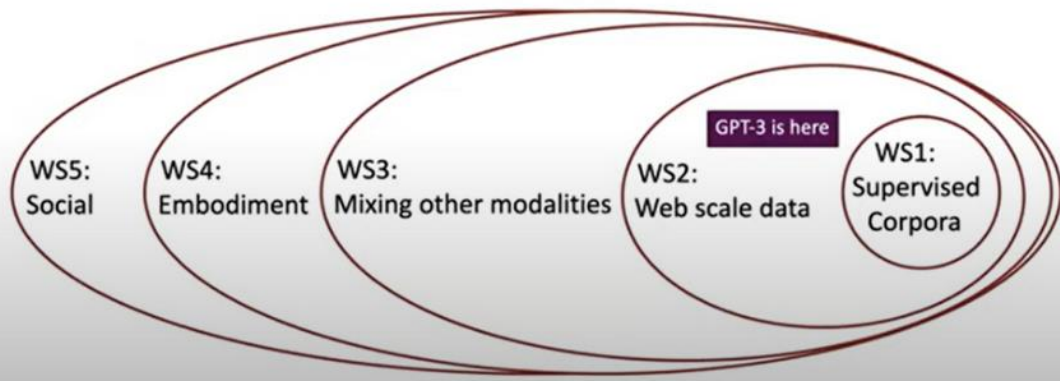 WS5:
Social
WS4:
Embodiment
WS3:
Mixing other modalities
WS2:
Web scale data
GPT-3 is here
WS1:
Supervised
Corpora